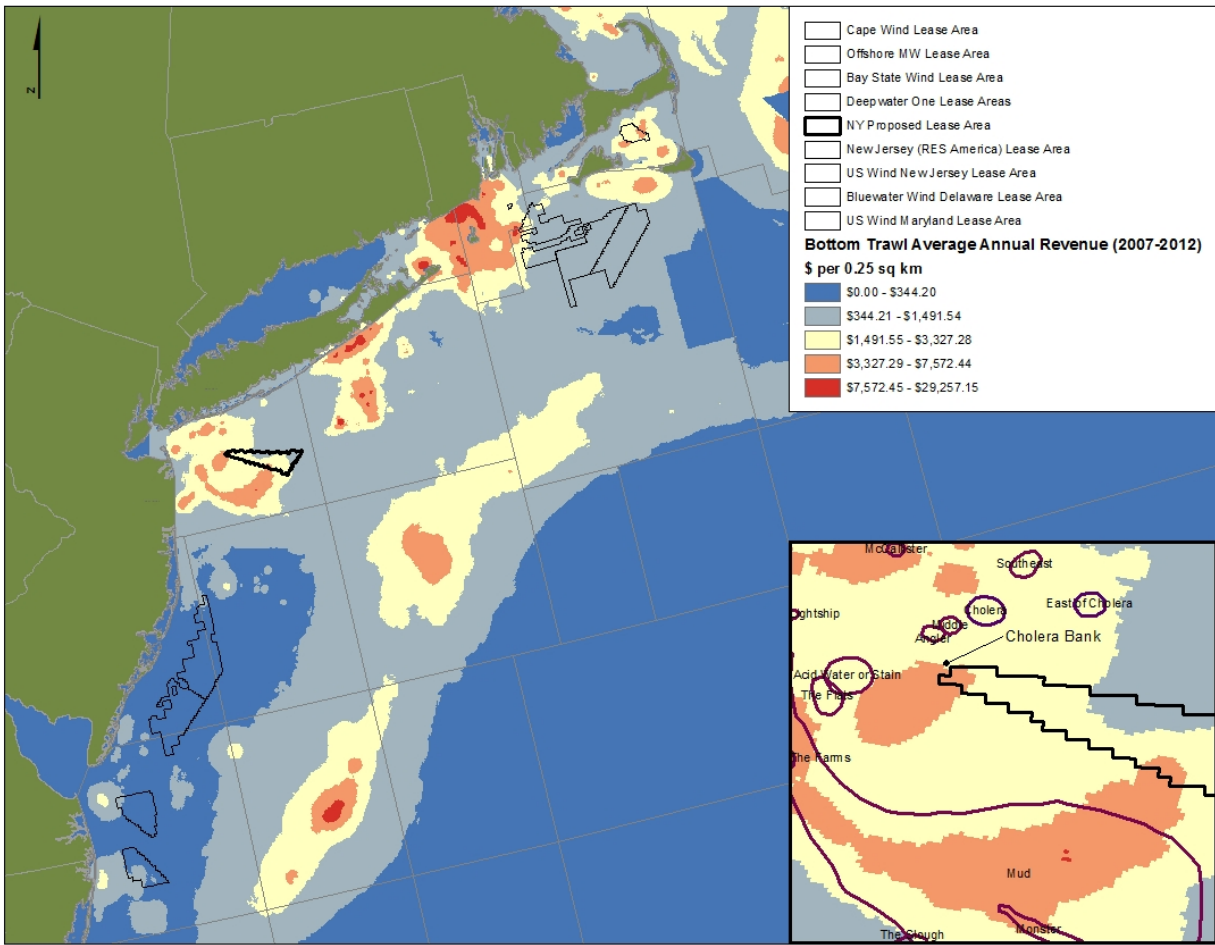 N
Cape Wind Lease Area
Offshore MW Lease Area
Bay State Wind Lease Area
Deepwater One Lease Areas
NY Proposed Lease Area
New Jersey (RES America) Lease Area
US Wind New Jersey Lease Area
Bluewater Wind Delaware Lease Area
US Wind Maryland Lease Area
Bottom Trawl Average Annual Revenue (2007-2012)
$ per 0.25 sq km
$0.00 - $344.20
$344.21 - $1,491.54
$1,491.55 - $3,327.28
$3,327.29 - $7,572.44
$7,572.45 - $29,257.15
McCallster
Southeast
ightship
Cholera
East of Cholera
Middle
Angler
Cholera Bank
Acid Water or Stain
The Flats
The Farms
Mud
Monster
The Slough